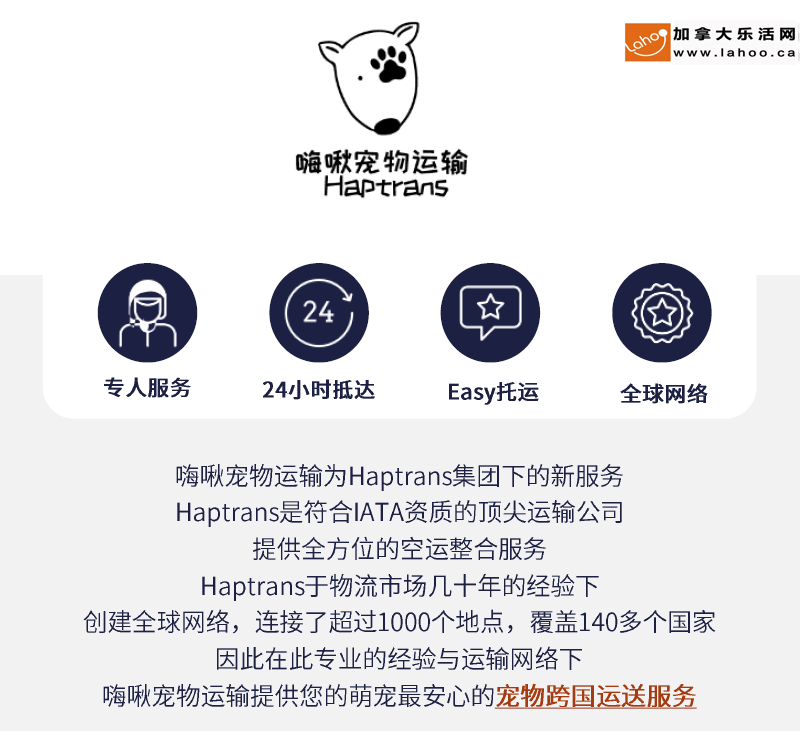 Lahoo
加拿大乐活网
www.lahoo.ca
嗨啾宠物运输
Haptrans
24
专人服务
24小时抵达
Easy托运
全球网络
嗨啾宠物运输为Haptrans集团下的新服务
Haptrans是符合IATA资质的顶尖运输公司
提供全方位的空运整合服务
Haptrans于物流市场几十年的经验下
创建全球网络，连接了超过1000个地点，覆盖140多个国家
因此在此专业的经验与运输网络下
嗨啾宠物运输提供您的萌宠最安心的宠物跨国运送服务